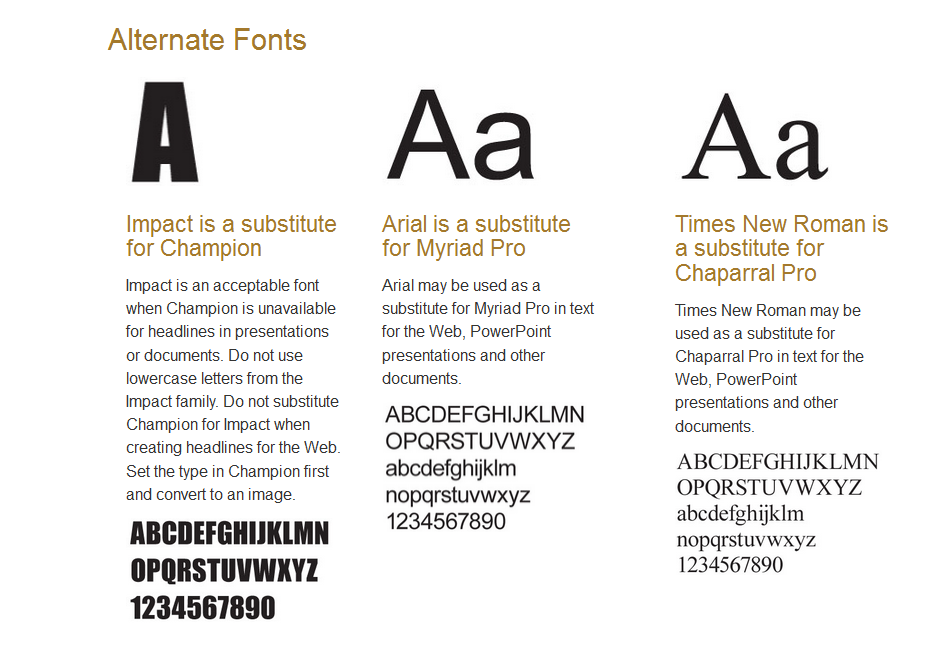 Alternate Fonts
A
Impact is a substitute
for Champion
Impact is an acceptable font
when Champion is unavailable
for headlines in presentations
or documents. Do not use
lowercase letters from the
Impact family. Do not substitute
Champion for Impact when
creating headlines for the Web.
Set the type in Champion first
and convert to an image.
ABCDEFGHIJKLMN
OPQRSTUVWXYZ
1234567890
Aa
Arial is a substitute
for Myriad Pro
Arial may be used as a
substitute for Myriad Pro in text
for the Web, PowerPoint
presentations and other
documents.
ABCDEFGHIJKLMN
OPQRSTUVWXYZ
abcdefghijklm
nopqrstuvwxyz
1234567890
Aa
Times New Roman is
a substitute for
Chaparral Pro
Times New Roman may be
used as a substitute for
Chaparral Pro in text for the
Web, PowerPoint
presentations and other
documents.
ABCDEFGHIJKLMN
OPQRSTUVWXYZ
abcdefghijklm
nopqrstuvwxyz
1234567890